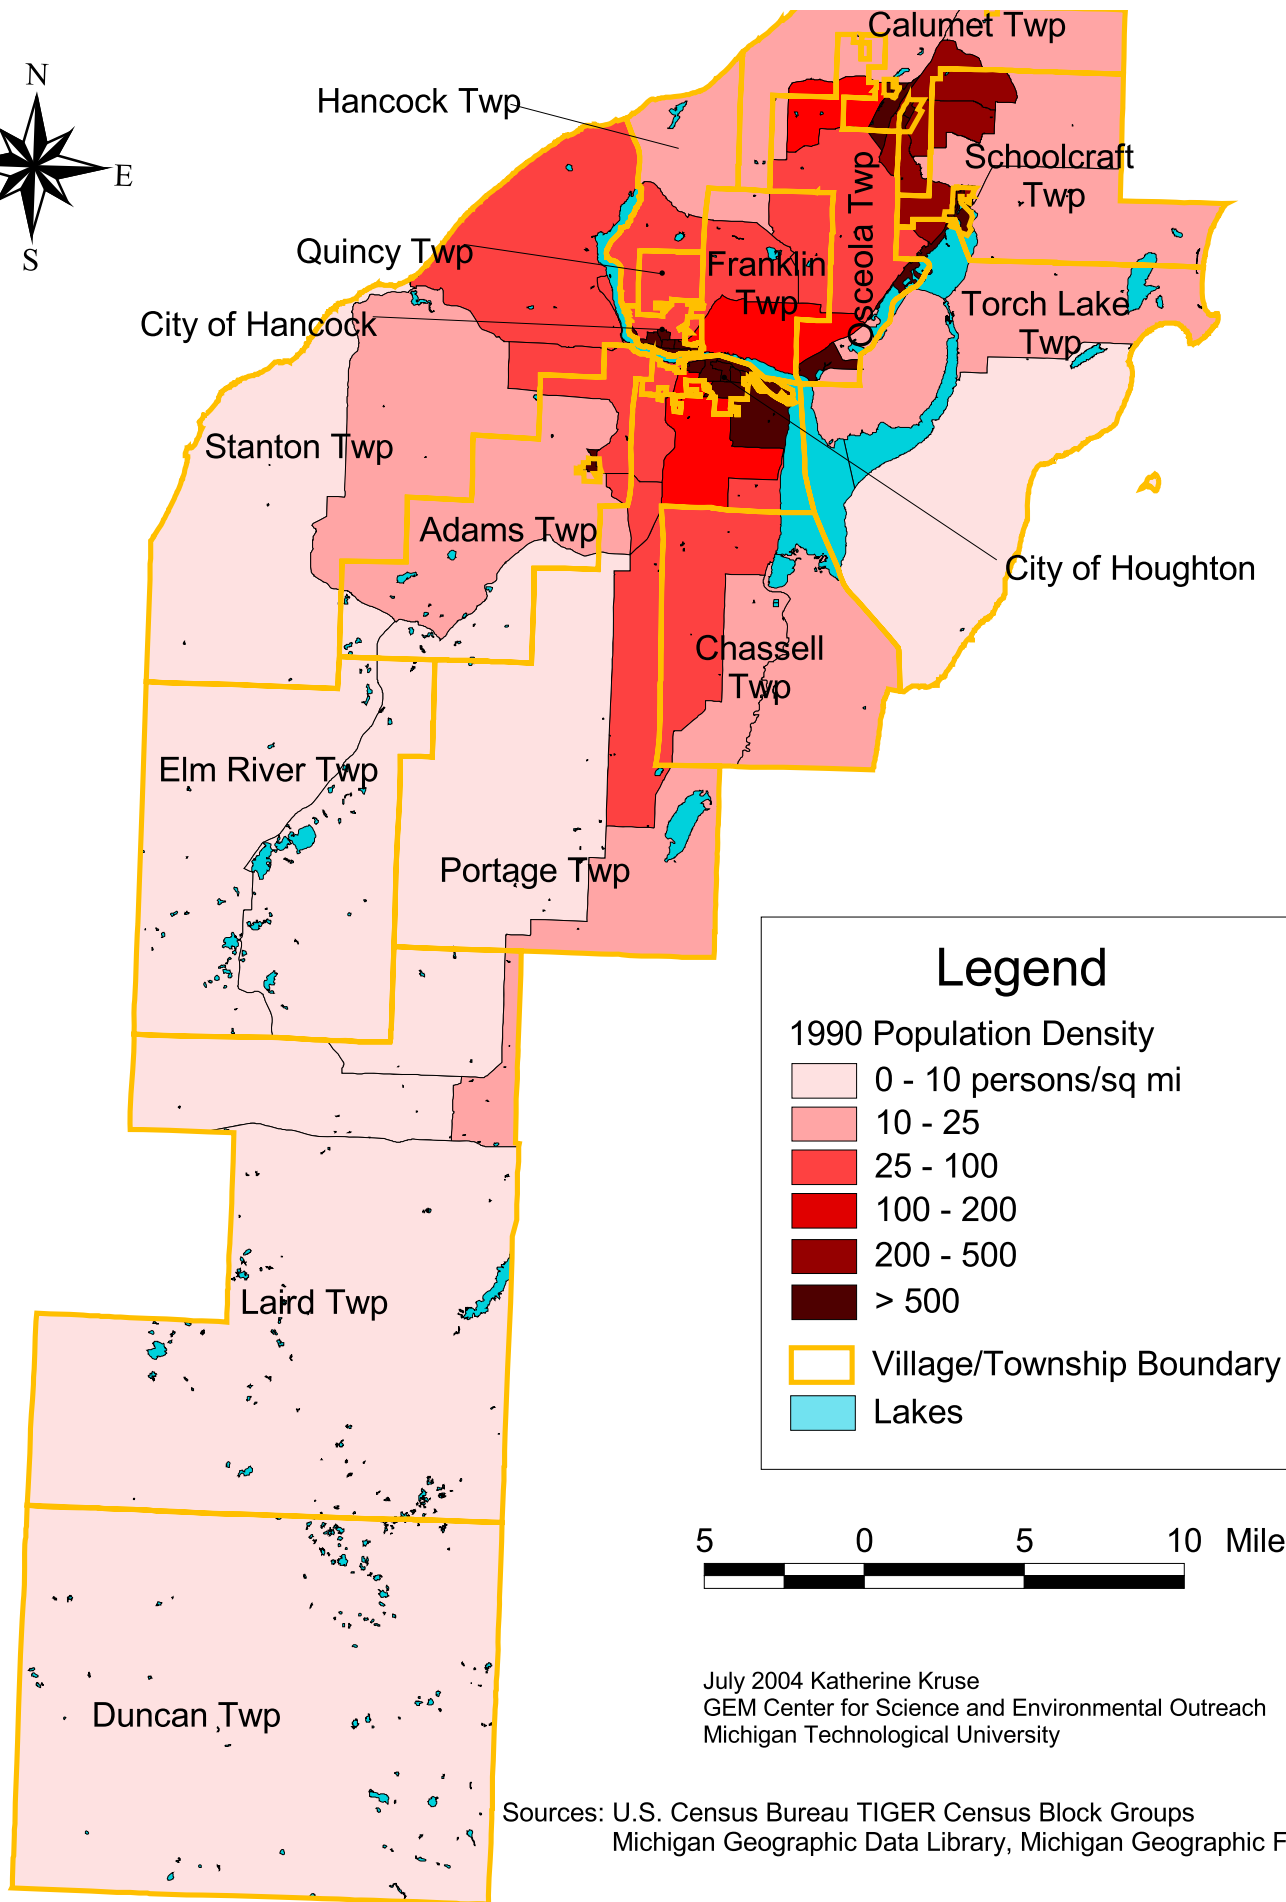 Calumet Twp
N
Hancock Twp
E
Schoolcraft
Twp
S
Quincy Twp
Franklin
Twp
Osceola Twp
City of Hancock
Torch Lake
Twp
Stanton Twp
Adams Twp
City of Houghton
Chassell
Twp
Elm River Twp
Portage Twp
Legend
1990 Population Density
0 - 10 persons/sq mi
10 - 25
25 - 100
100 - 200
200 - 500
> 500
Village/Township Boundary
Lakes
Laird Twp
5 0 5 10 Mile
Duncan Twp
July 2004 Katherine Kruse
GEM Center for Science and Environmental Outreach
Michigan Technological University
Sources: U.S. Census Bureau TIGER Census Block Groups
Michigan Geographic Data Library, Michigan Geographic F